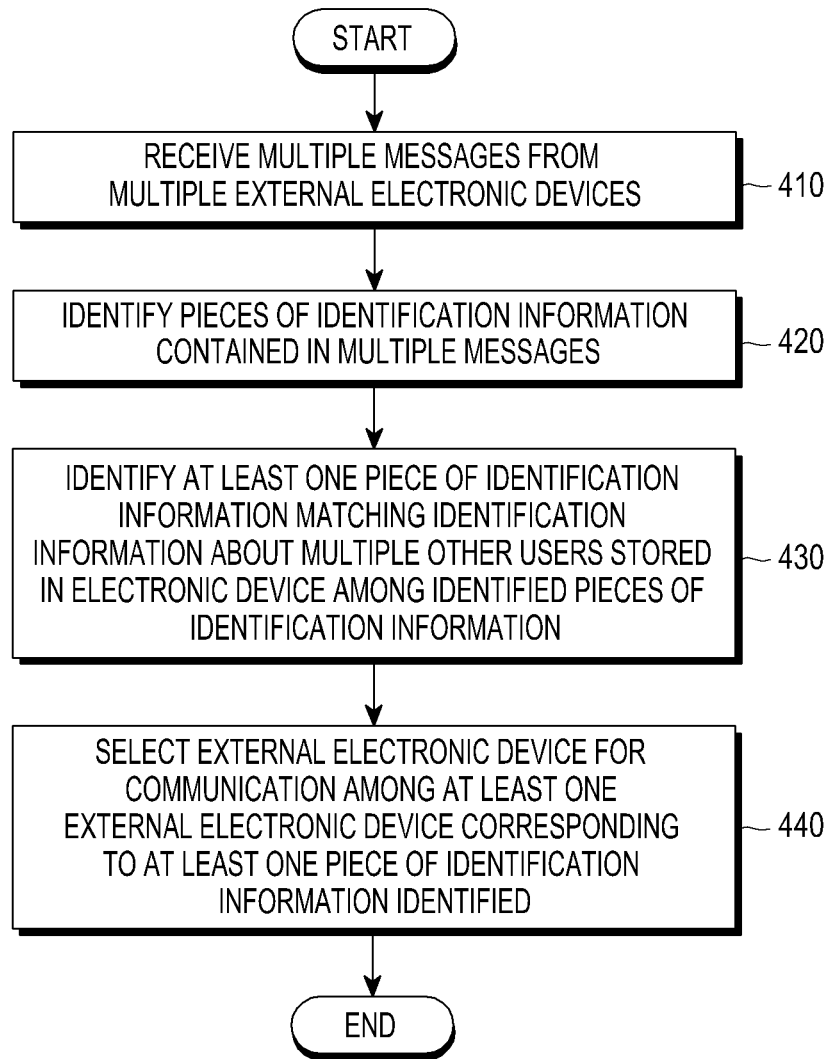 START
RECEIVE MULTIPLE MESSAGES FROM
MULTIPLE EXTERNAL ELECTRONIC DEVICES
410
IDENTIFY PIECES OF IDENTIFICATION INFORMATION
CONTAINED IN MULTIPLE MESSAGES
420
IDENTIFY AT LEAST ONE PIECE OF IDENTIFICATION
INFORMATION MATCHING IDENTIFICATION
INFORMATION ABOUT MULTIPLE OTHER USERS STORED
IN ELECTRONIC DEVICE AMONG IDENTIFIED PIECES OF
IDENTIFICATION INFORMATION
430
SELECT EXTERNAL ELECTRONIC DEVICE FOR
COMMUNICATION AMONG AT LEAST ONE
EXTERNAL ELECTRONIC DEVICE CORRESPONDING
TO AT LEAST ONE PIECE OF IDENTIFICATION
INFORMATION IDENTIFIED
440
END